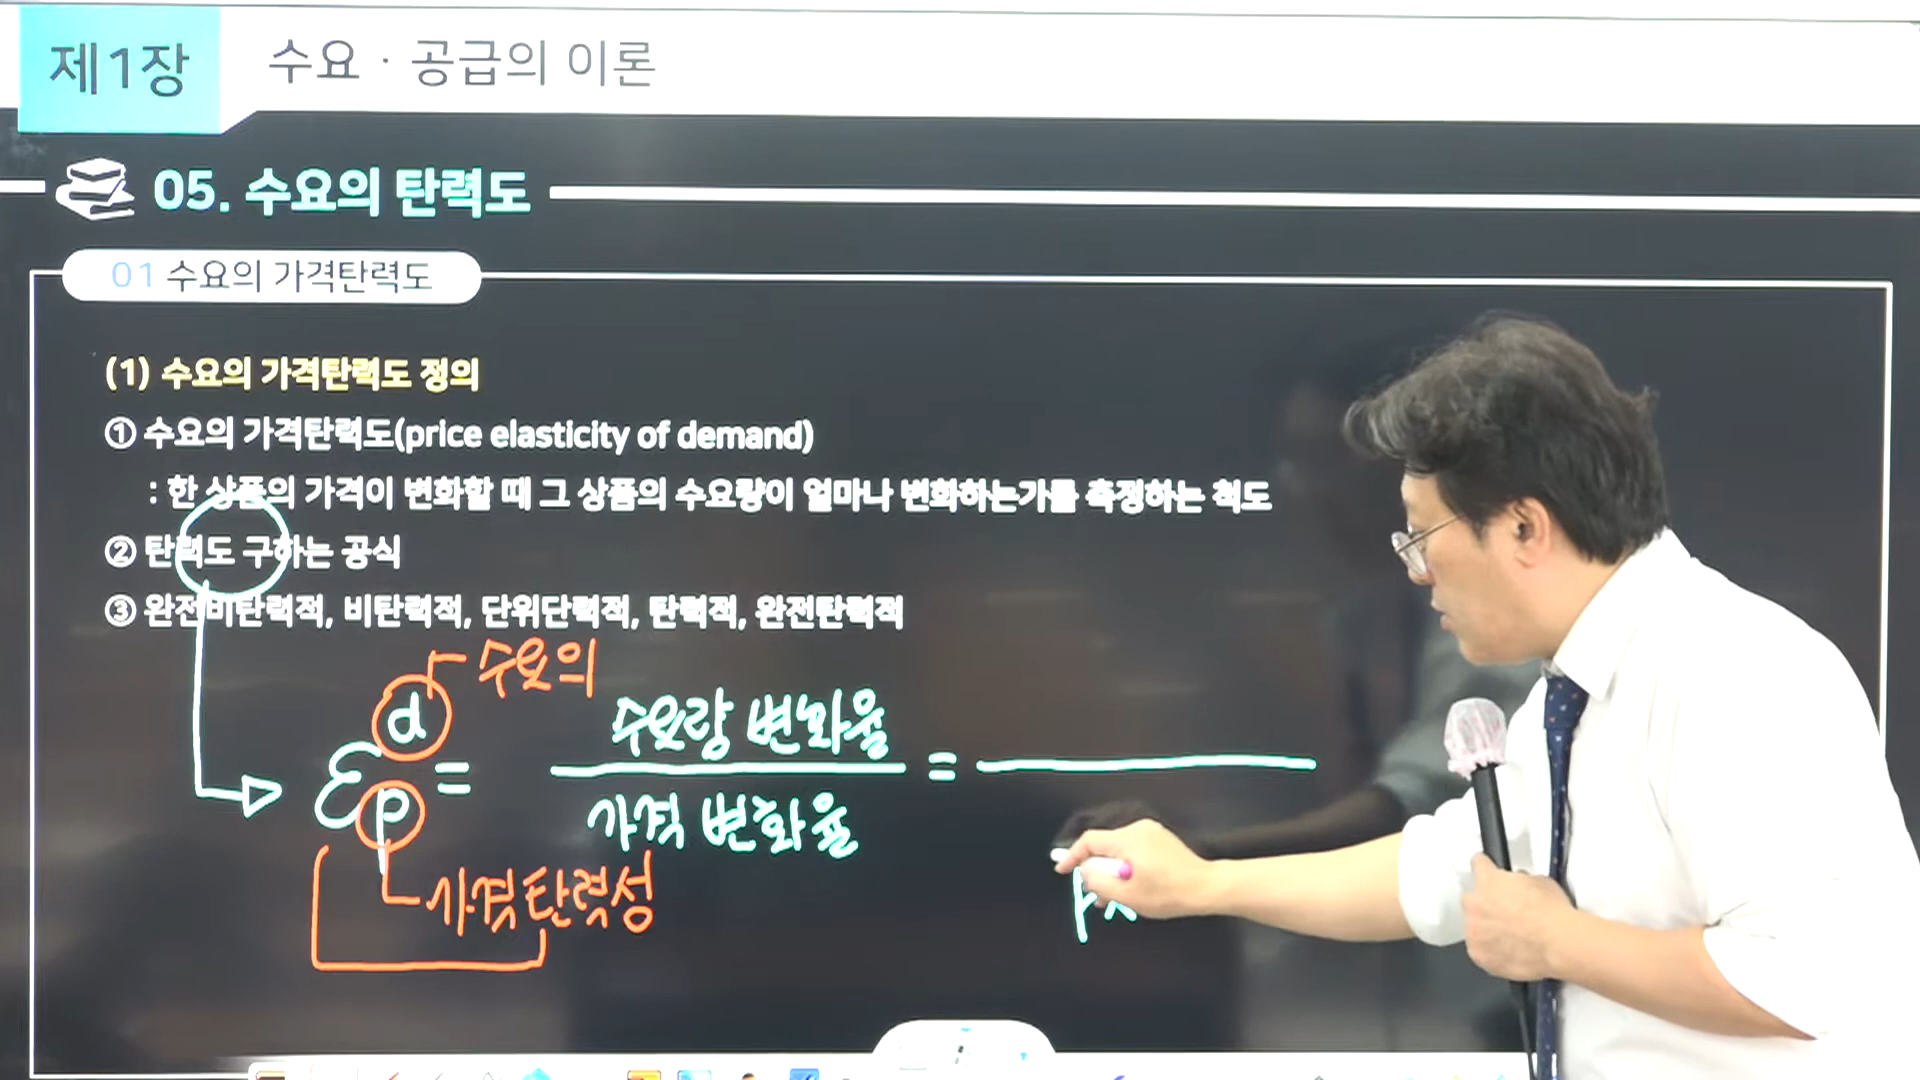 제1장
수요 · 공급의 이론
05. 수요의 탄력도
01 수요의 가격탄력도
(1) 수요의 가격탄력도 정의
① 수요의 가격탄력도(price elasticity of demand)
: 한 상품의 가격이 변화할 때 그 상품의 수요량이 얼마나 변화하는가를 측정하는 척도
② 탄력도 구하는 공식
③ 완전비탄력적, 비탄력적, 단위단력적, 탄력적, 완전탄력적
수요의
εdp = 수요량 변화율 =
가격 변화율
가격탄력성